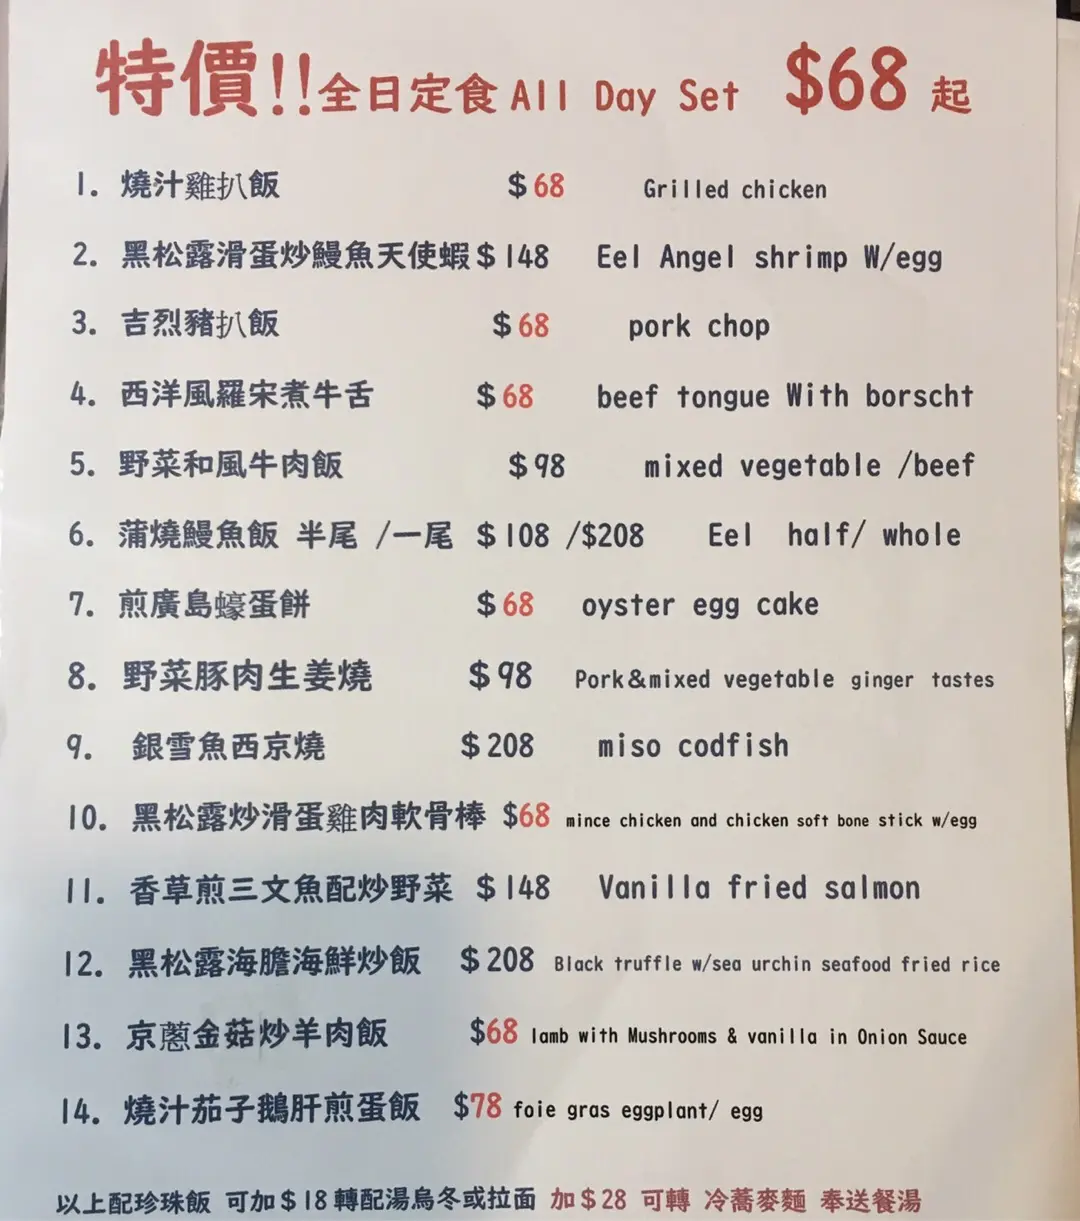 特價!!全日定食 All Day Set $68 起
1. 燒汁雞扒飯 $68 Grilled chicken
2. 黑松露滑蛋炒鰻魚天使蝦 $148 Eel Angel shrimp W/egg
3. 吉烈豬扒飯 $68 pork chop
4. 西洋風羅宋煮牛舌 $68 beef tongue With borscht
5. 野菜和風牛肉飯 $98 mixed vegetable /beef
6. 蒲燒鰻魚飯 半尾 /一尾 $108 /$208 Eel half/ whole
7. 煎廣島蠔蛋餅 $68 oyster egg cake
8. 野菜豚肉生姜燒 $98 Pork&mixed vegetable ginger tastes
9. 銀雪魚西京燒 $208 miso codfish
10. 黑松露炒滑蛋雞肉軟骨棒 $68 mince chicken and chicken soft bone stick w/egg
11. 香草煎三文魚配炒野菜 $148 Vanilla fried salmon
12. 黑松露海膽海鮮炒飯 $208 Black truffle w/sea urchin seafood fried rice
13. 京蔥金菇炒羊肉飯 $68 lamb with Mushrooms & vanilla in Onion Sauce
14. 燒汁茄子鵝肝煎蛋飯 $78 foie gras eggplant/ egg
以上配珍珠飯 可加$18轉配湯烏冬或拉面 加$28 可轉 冷蕎麥麵 奉送餐湯